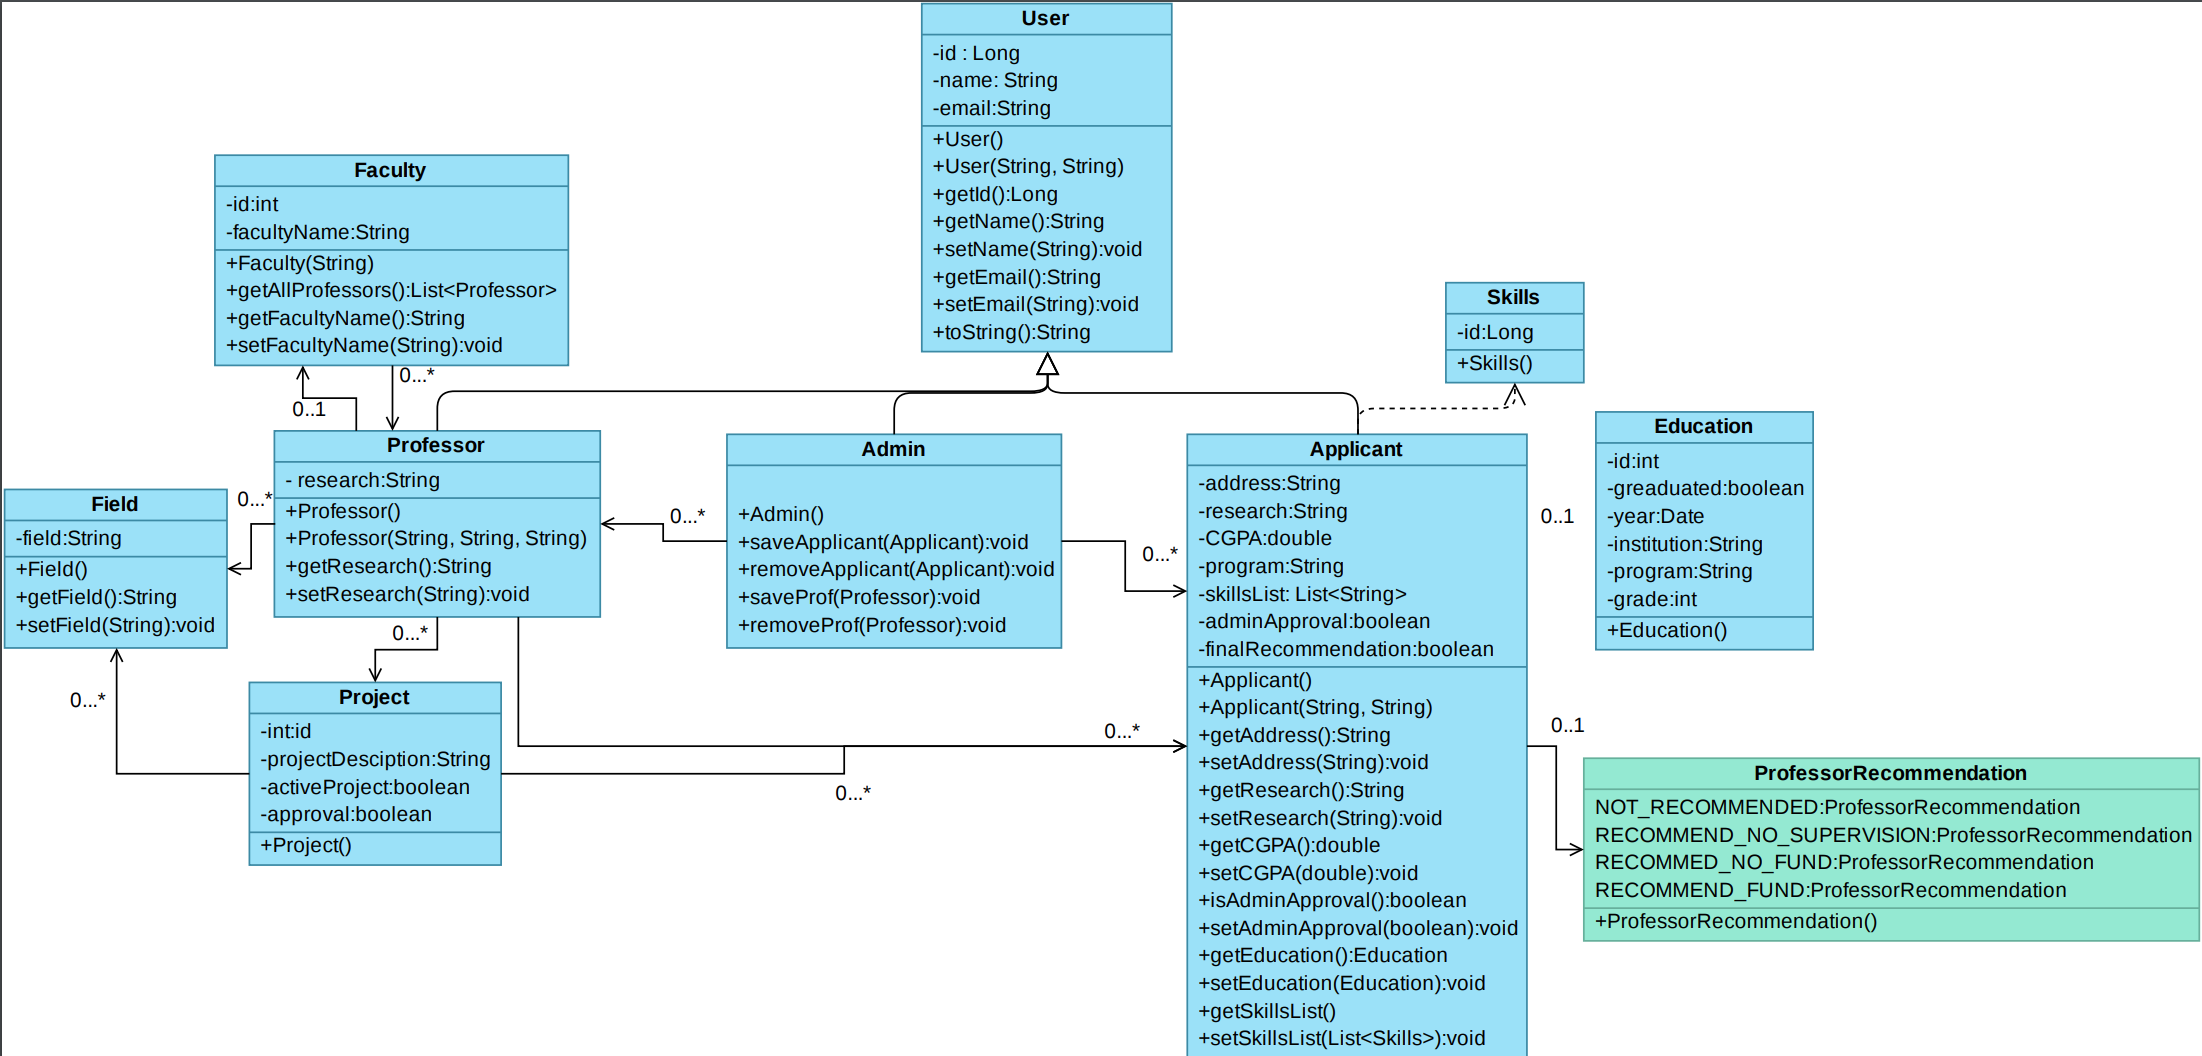 User
-id : Long
-name: String
-email:String
+User()
+User(String, String)
+getId():Long
+getName():String
+setName(String):void
+getEmail():String
+setEmail(String):void
+toString():String
Faculty
-id:int
-facultyName:String
+Faculty(String)
+getAllProfessors():List<Professor>
+getFacultyName():String
+setFacultyName(String):void
0...*
0..1
Skills
-id:Long
+Skills()
Professor
- research:String
+Professor()
+Professor(String, String, String)
+getResearch():String
+setResearch(String):void
0...*
Field
-field:String
+Field()
+getField():String
+setField(String):void
0...*
Admin
+Admin()
+saveApplicant(Applicant):void
+removeApplicant(Applicant):void
+saveProf(Professor):void
+removeProf(Professor):void
0...*
Applicant
-address:String
-research:String
-CGPA:double
-program:String
-skillsList: List<String>
-adminApproval:boolean
-finalRecommendation:boolean
+Applicant()
+Applicant(String, String)
+getAddress():String
+setAddress(String):void
+getResearch():String
+setResearch(String):void
+getCGPA():double
+setCGPA(double):void
+isAdminApproval():boolean
+setAdminApproval(boolean):void
+getEducation():Education
+setEducation(Education):void
+getSkillsList()
+setSkillsList(List<Skills>):void
0..1
Education
-id:int
-greaduated:boolean
-year:Date
-institution:String
-program:String
-grade:int
+Education()
0...*
0...*
Project
-int:id
-projectDesciption:String
-activeProject:boolean
-approval:boolean
+Project()
0...*
0...*
0..1
ProfessorRecommendation
NOT_RECOMMENDED:ProfessorRecommendation
RECOMMEND_NO_SUPERVISION:ProfessorRecommendation
RECOMMED_NO_FUND:ProfessorRecommendation
RECOMMEND_FUND:ProfessorRecommendation
+ProfessorRecommendation()